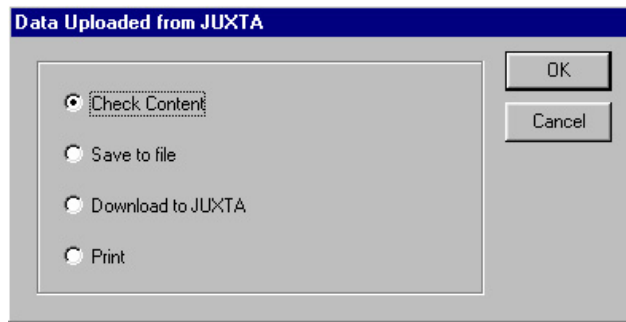 Data Uploaded from JUXTA
Check Content
Save to file
Download to JUXTA
Print
OK
Cancel